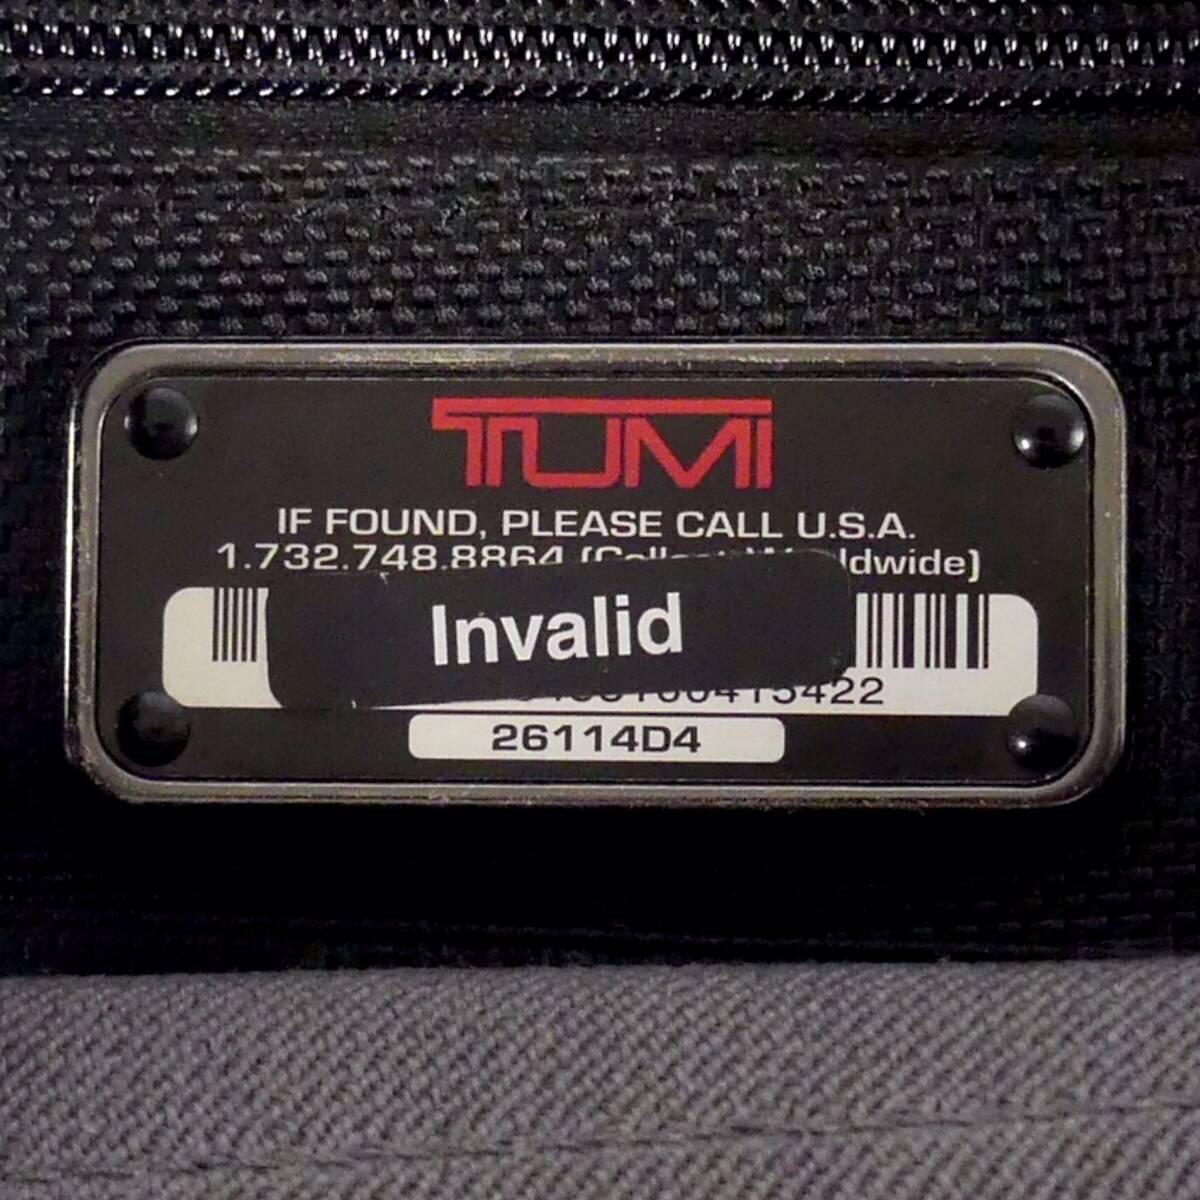 TUMI
IF FOUND, PLEASE CALL U.S.A.
1.732.748.8864
Invalid
26114D4